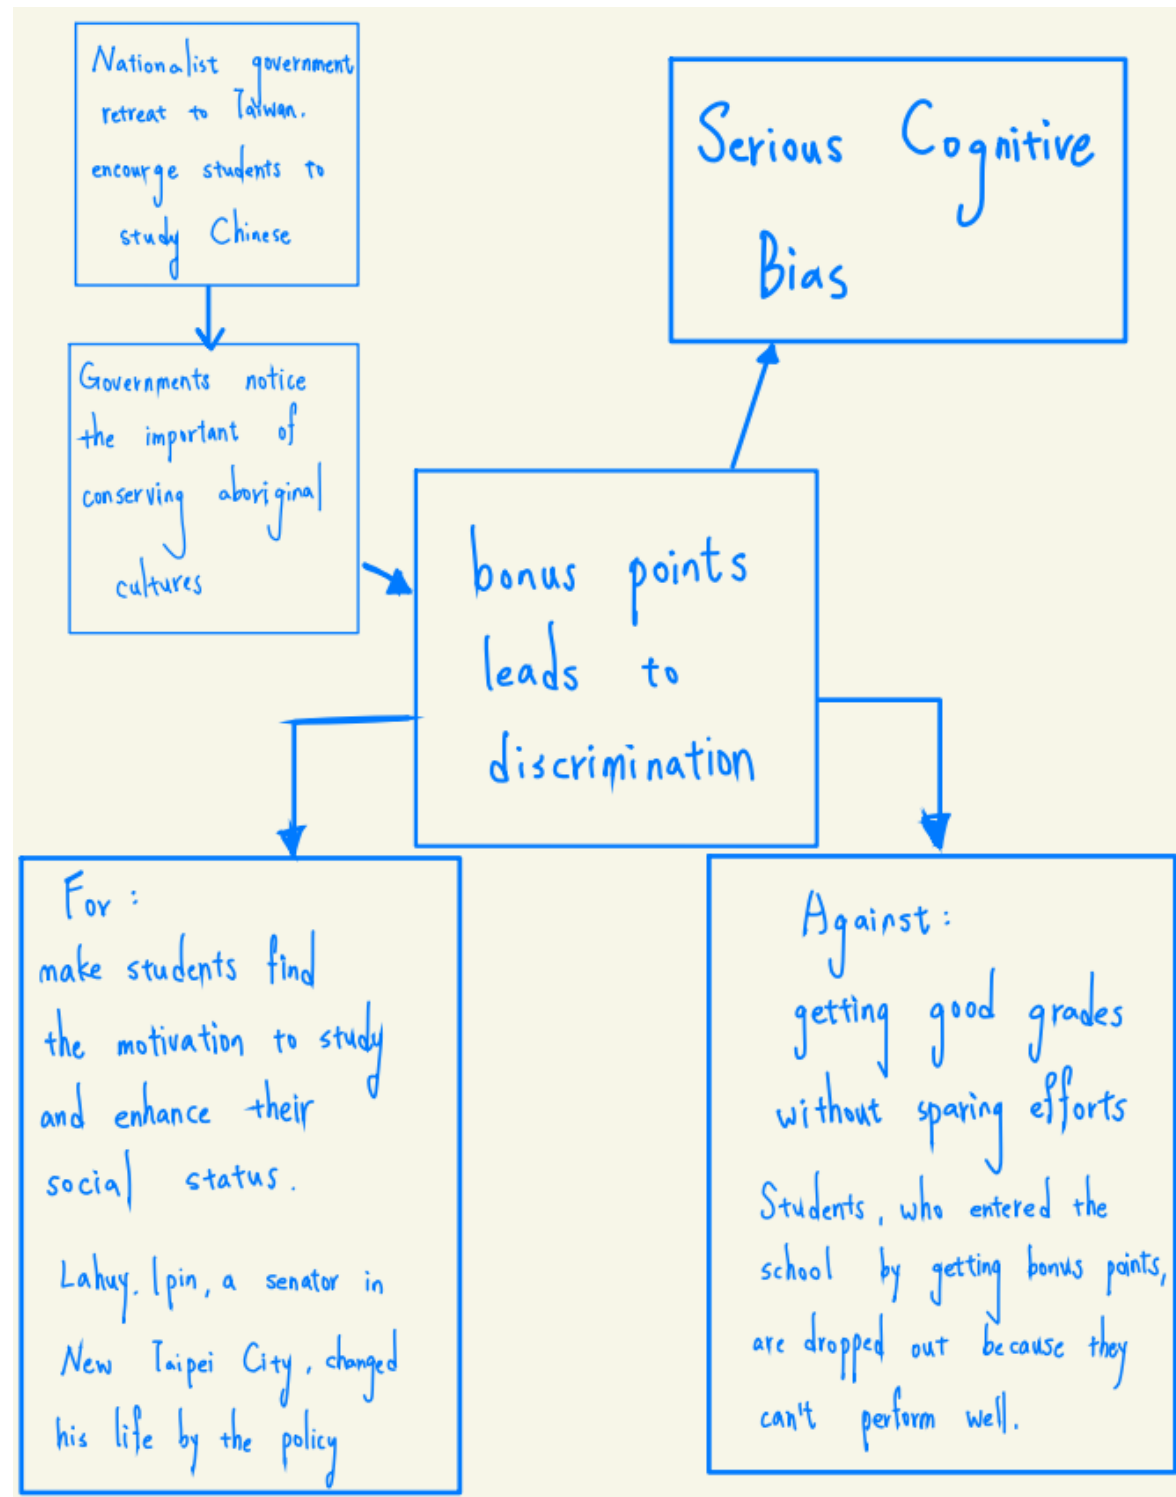 Nationalist government
retreat to Taiwan.
encourge students to
study Chinese
Governments notice
the important of
conserving aboriginal
cultures
Serious Cognitive
Bias
bonus points
leads to
discrimination
For :
make students find
the motivation to study
and enhance their
social status.
Lahuy. Ipin, a senator in
New Taipei City, changed
his life by the policy
Against:
getting good grades
without sparing efforts
Students, who entered the
school by getting bonus points,
are dropped out because they
can't perform well.